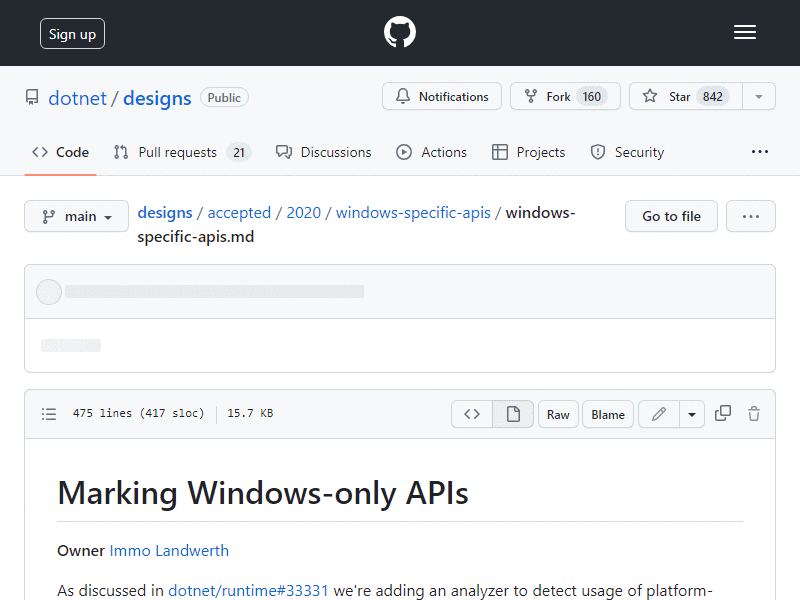 Sign up
dotnet / designs Public
Notifications Fork 160 Star 842
Code Pull requests 21 Discussions Actions Projects Security
main
designs / accepted / 2020 / windows-specific-apis / windows-
specific-apis.md
Go to file
475 lines (417 sloc) 15.7 KB
Raw Blame
Marking Windows-only APIs
Owner Immo Landwerth
As discussed in dotnet/runtime#33331 we're adding an analyzer to detect usage of platform-